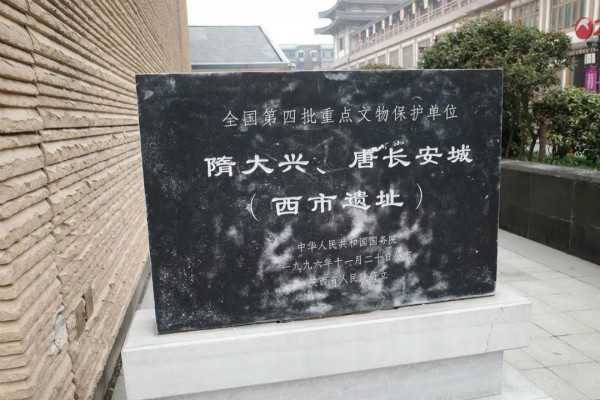 全国第四批重点文物保护单位
隋大兴、唐长安城
（西市遗址）
中华人民共和国国务院
一九九六年十一月二十日公布
陕西省人民政府立